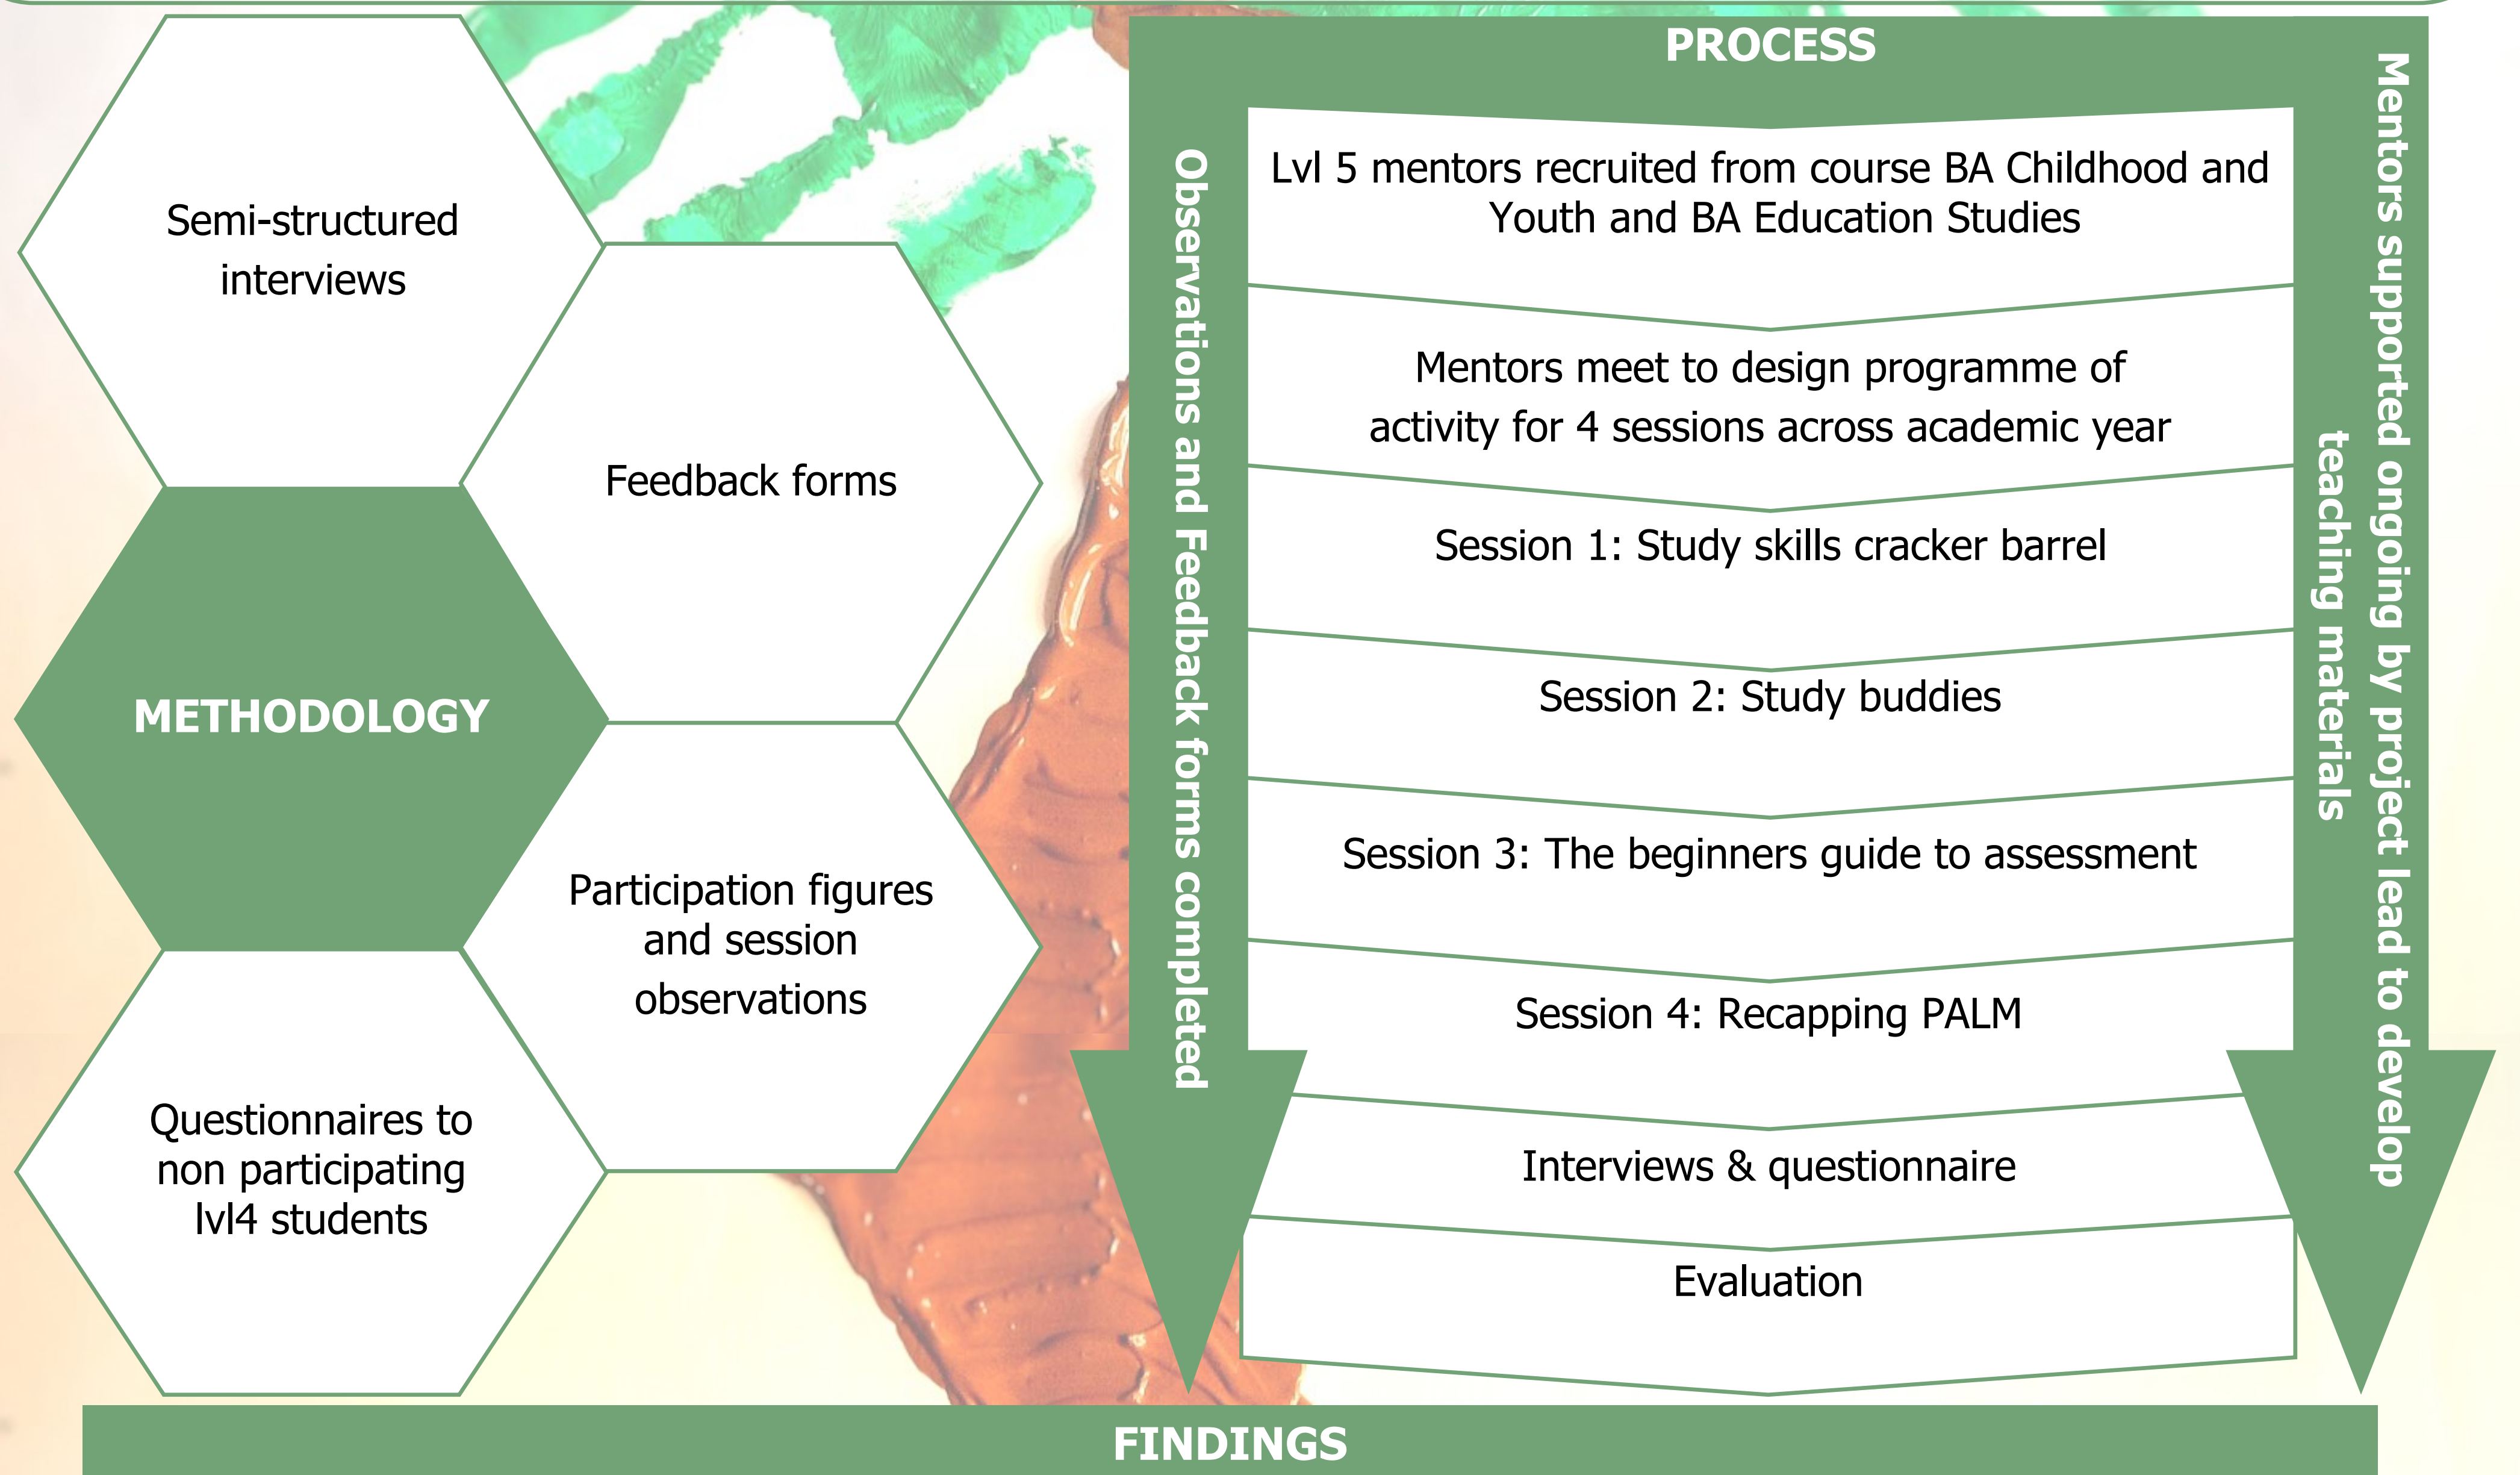 Semi-structured
interviews
Feedback forms
METHODOLOGY
Participation figures
and session
observations
Questionnaires to
non participating
lvl4 students
PROCESS
Observations and Feedback forms completed
Lvl 5 mentors recruited from course BA Childhood and
Youth and BA Education Studies
Mentors meet to design programme of
activity for 4 sessions across academic year
Session 1: Study skills cracker barrel
Session 2: Study buddies
Session 3: The beginners guide to assessment
Session 4: Recapping PALM
Interviews & questionnaire
Evaluation
Mentors supported ongoing by project lead to develop
teaching materials
FINDINGS